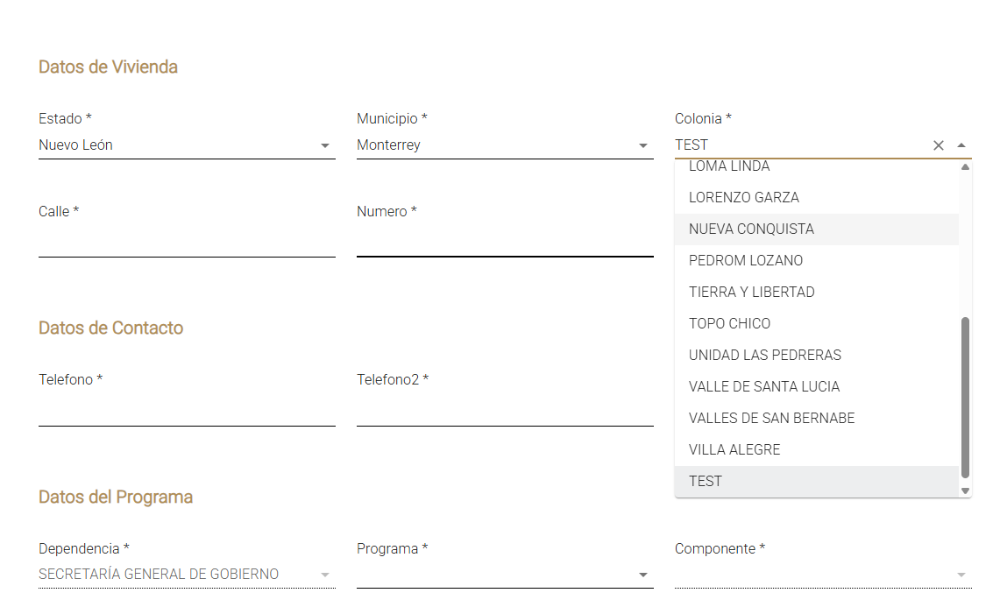 Datos de Vivienda
Estado *
Nuevo León
Municipio *
Monterrey
Colonia *
TEST
LOMA LINDA
LORENZO GARZA
NUEVA CONQUISTA
PEDROM LOZANO
TIERRA Y LIBERTAD
TOPO CHICO
UNIDAD LAS PEDRERAS
VALLE DE SANTA LUCIA
VALLES DE SAN BERNABE
VILLA ALEGRE
TEST
Calle *
Numero *
Datos de Contacto
Telefono *
Telefono2 *
Datos del Programa
Dependencia *
SECRETARÍA GENERAL DE GOBIERNO
Programa *
Componente *